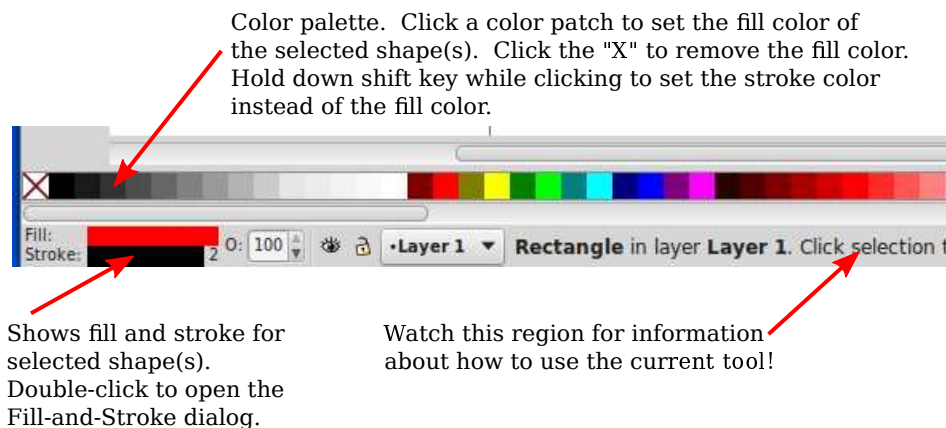 Color palette.  Click a color patch to set the fill color of
the selected shape(s).  Click the "X" to remove the fill color.
Hold down shift key while clicking to set the stroke color
instead of the fill color.
Fill:
Stroke:
2
O: 100
•Layer 1
Rectangle in layer Layer 1. Click selection t
Shows fill and stroke for
selected shape(s).
Double-click to open the
Fill-and-Stroke dialog.
Watch this region for information
about how to use the current tool!